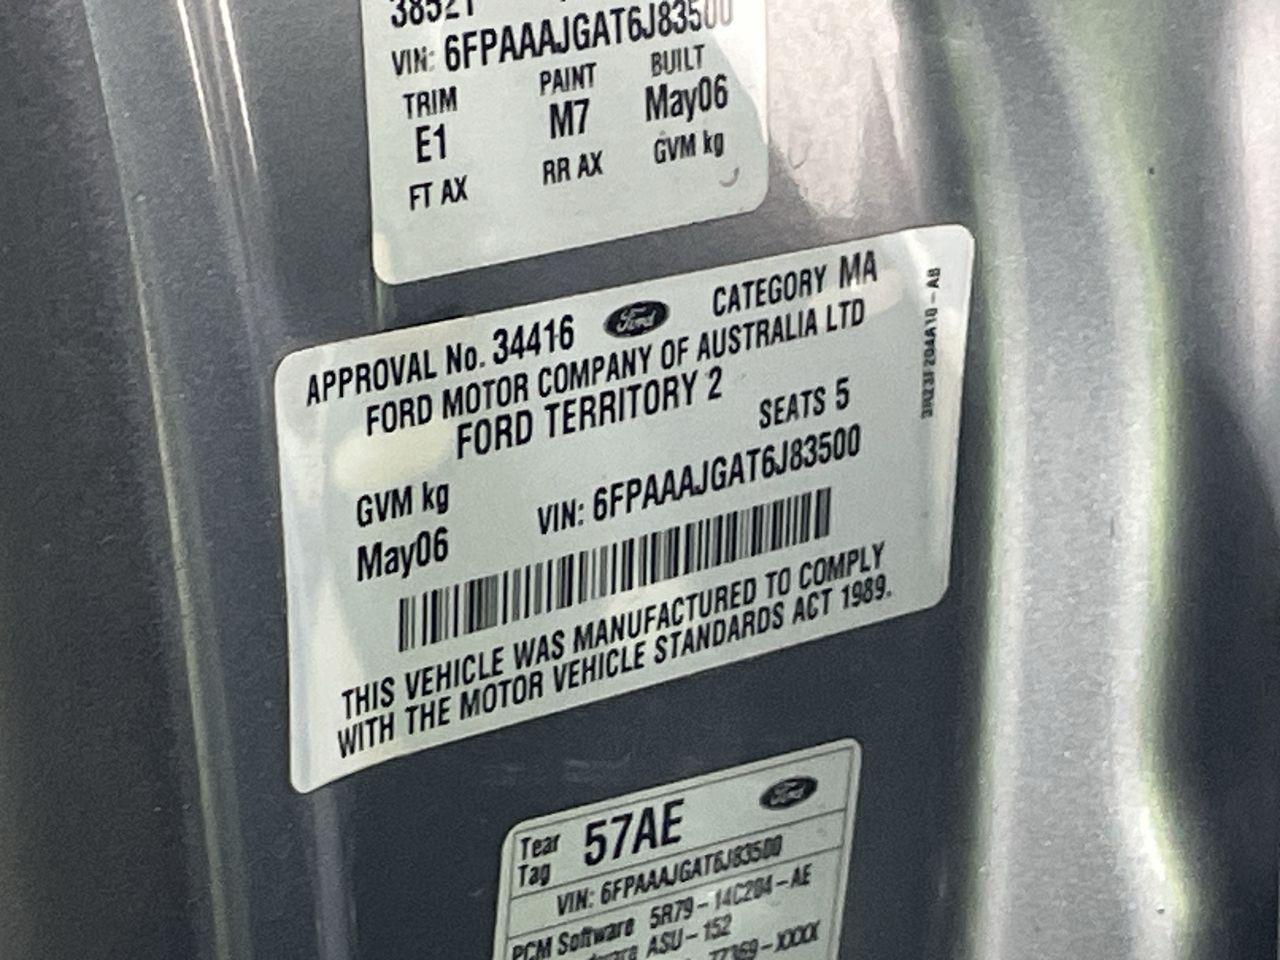 38521
VIN: 6FPAAAJGAT6J83500
TRIM PAINT BUILT
E1 M7 May06
FT AX RR AX GVM kg
APPROVAL No. 34416 Ford CATEGORY MA
FORD MOTOR COMPANY OF AUSTRALIA LTD
FORD TERRITORY 2
SEATS 5
GVM kg
May06 VIN: 6FPAAAJGAT6J83500
THIS VEHICLE WAS MANUFACTURED TO COMPLY
WITH THE MOTOR VEHICLE STANDARDS ACT 1989.
Tear Tag 57AE Ford
VIN: 6FPAAAJGAT6J83500
PCM Software 5R79-14C204-AE
ASU-152